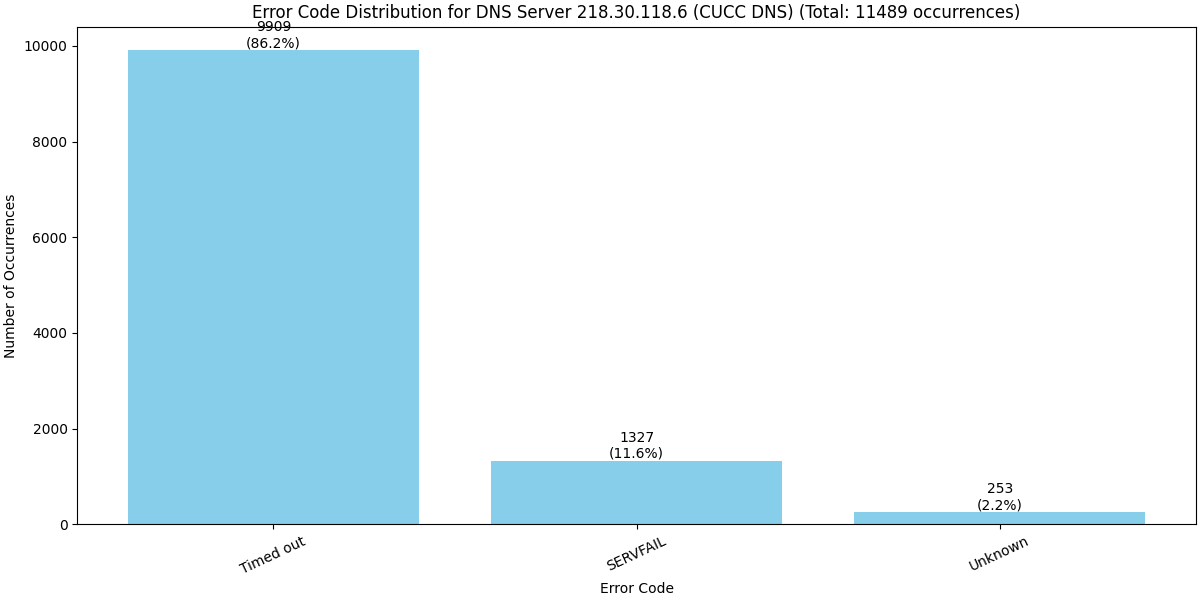 Error Code Distribution for DNS Server 218.30.118.6 (CUCC DNS) (Total: 11489 occurrences)
9909
(86.2%)
10000
8000
6000
4000
2000
0
Number of Occurrences
1327
(11.6%)
253
(2.2%)
Timed out
SERVFAIL
Unknown
Error Code